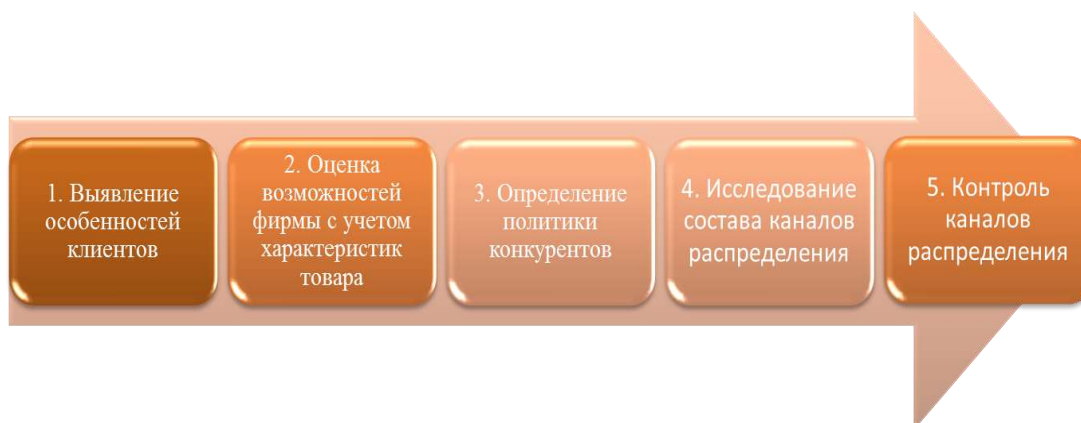 1. Выявление
особенностей
клиентов
2. Оценка
возможностей
фирмы с учетом
характеристик
товара
3. Определение
политики
конкурентов
4. Исследование
состава каналов
распределения
5. Контроль
каналов
распределения